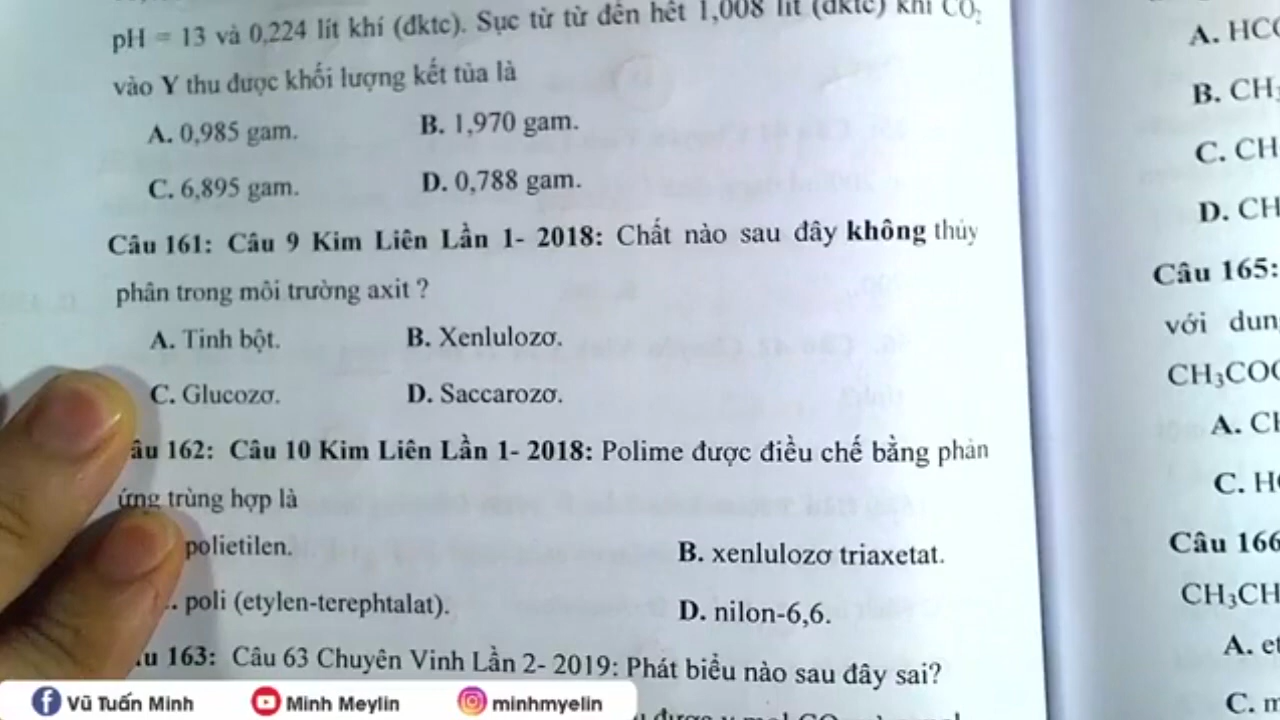 pH = 13 và 0,224 lít khí (đktc). Sục từ từ đến hết 1,008 lít (đktc) khí CO₂
vào Y thu được khối lượng kết tủa là
A. 0,985 gam. B. 1,970 gam.
C. 6,895 gam. D. 0,788 gam.
Câu 161: Câu 9 Kim Liên Lần 1- 2018: Chất nào sau đây không thủy
phân trong môi trường axit ?
A. Tinh bột. B. Xenlulozơ.
C. Glucozơ. D. Saccarozơ.
âu 162: Câu 10 Kim Liên Lần 1- 2018: Polime được điều chế bằng phản
ứng trùng hợp là
polietilen. B. xenlulozơ triaxetat.
. poli (etylen-terephtalat). D. nilon-6,6.
u 163: Câu 63 Chuyên Vinh Lần 2- 2019: Phát biểu nào sau đây sai?
A. HC
B. CH₃
C. CH
D. CH
Câu 165:
với dun
CH₃COO
A. CH
C. H
Câu 166
CH₃CH
A. et
C. m
Vũ Tuấn Minh Minh Meylin minhmyelin